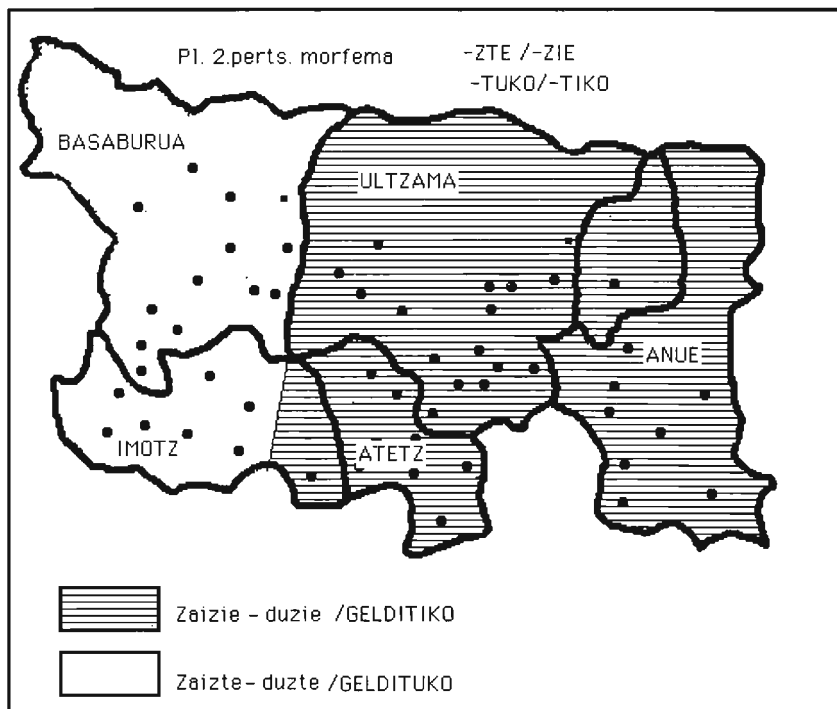 Pl. 2.perts. morfema -ZTE /-ZIE
-TUKO/-TIKO
BASABURUA
ULTZAMA
ANUE
IMOTZ
ATETZ
Zaizie - duzie /GELDITIKO
Zaizte - duzte /GELDITUKO